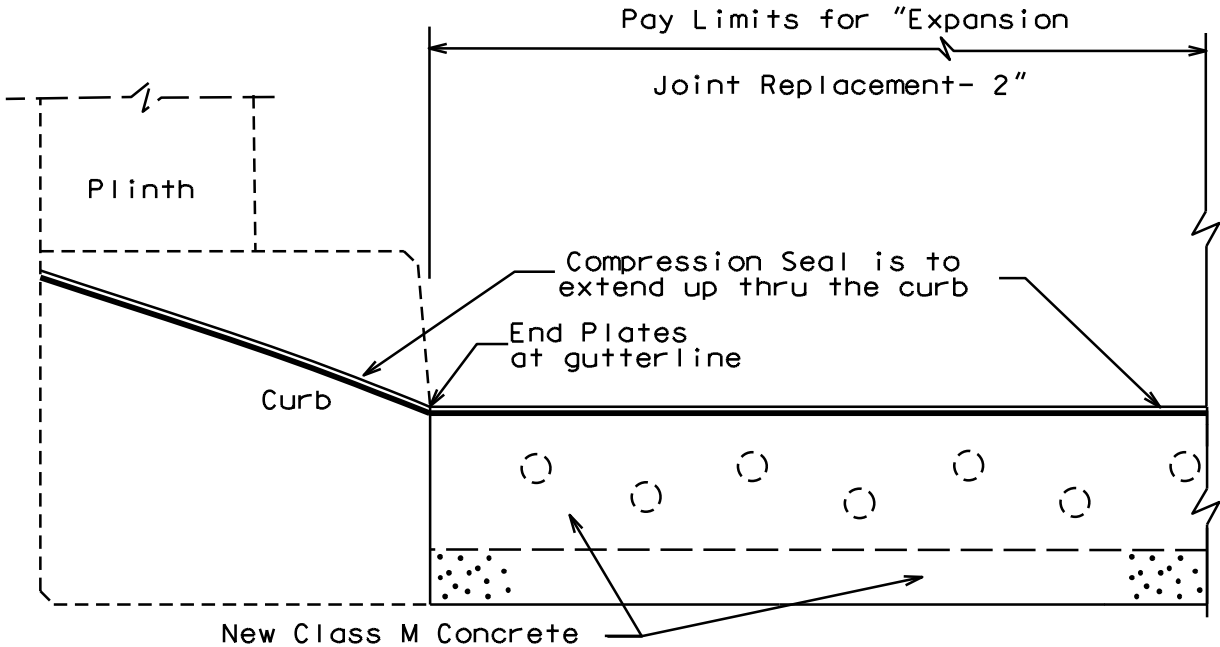 Pay Limits for "Expansion
Joint Replacement- 2"
Plinth
Compression Seal is to
extend up thru the curb
End Plates
at gutterline
Curb
New Class M Concrete